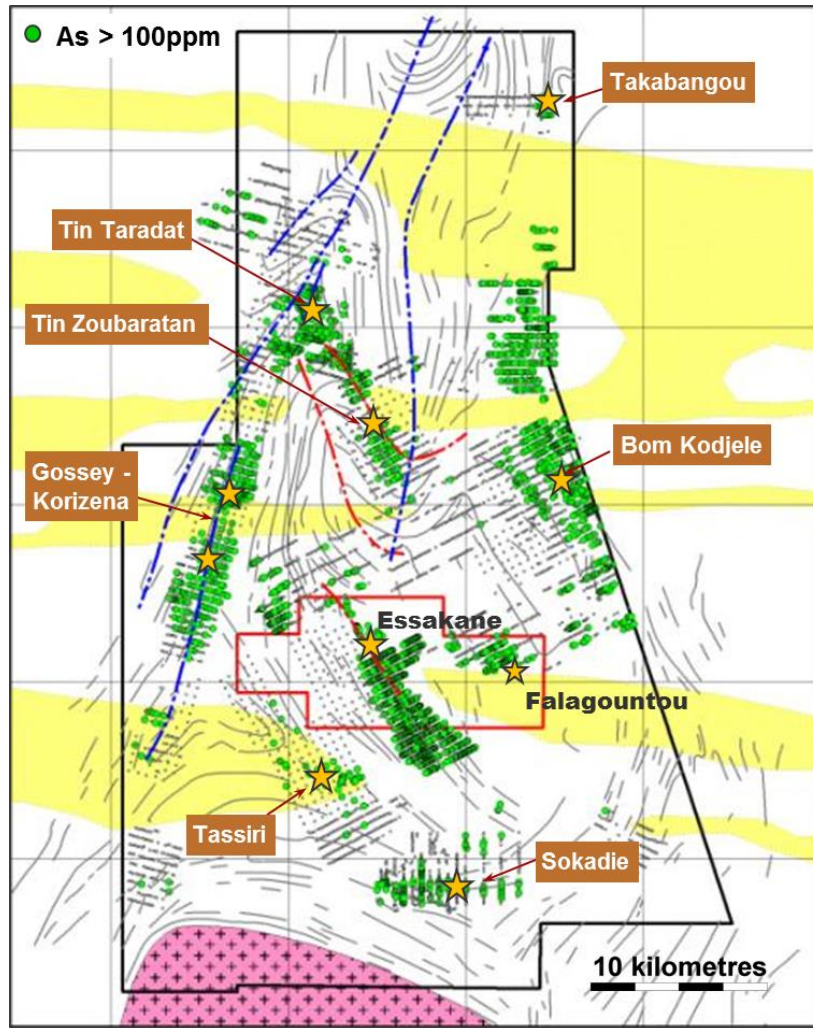 As > 100ppm
Takabangou
Tin Taradat
Tin Zoubaratan
Bom Kodjele
Gossey -
Korizena
Essakane
Falagountou
Tassiri
Sokadie
10 kilometres